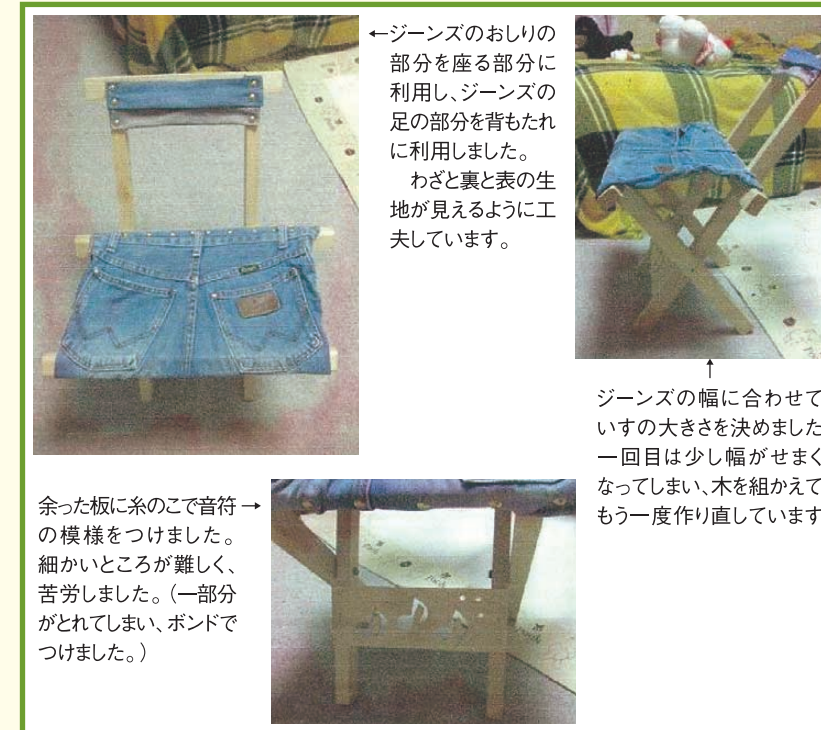 ←ジーンズのおしりの
部分を座る部分に
利用し、ジーンズの
足の部分を背もたれ
に利用しました。
わざと裏と表の生
地が見えるように工
夫しています。
↑
ジーンズの幅に合わせて
いすの大きさを決めました
一回目は少し幅がせまく
なってしまい、木を組かえて
もう一度作り直しています
余った板に糸のこで音符→
の模様をつけました。
細かいところが難しく、
苦労しました。（一部分
がとれてしまい、ボンドで
つけました。）